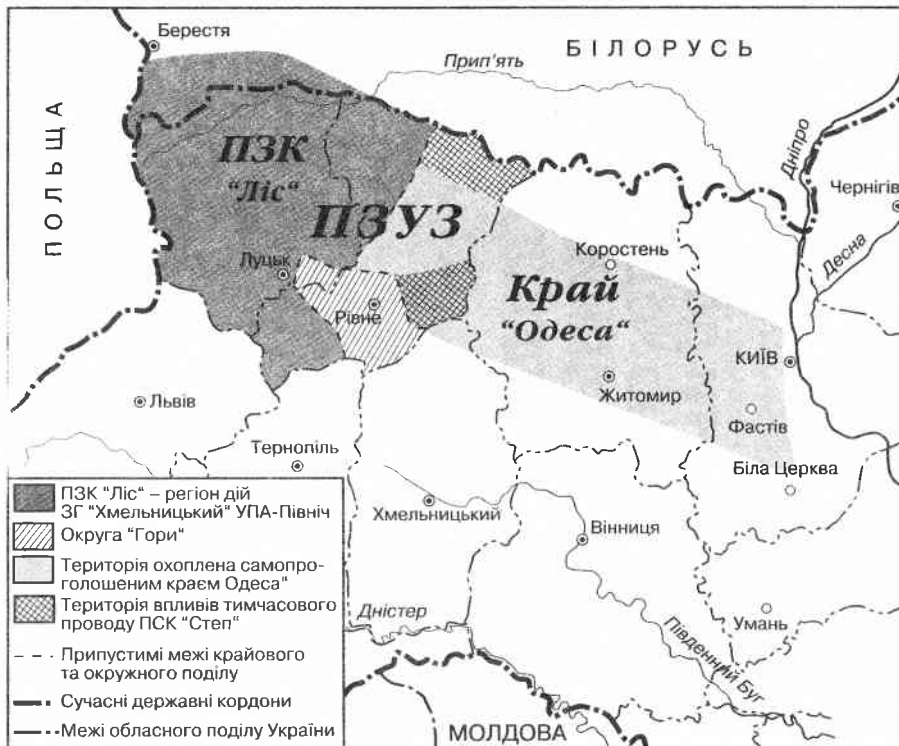 Берестя
БІЛОРУСЬ
Прип'ять
ПОЛЬЩА
Дніпро
ПЗК
"Ліс"
Чернігів
ПЗУЗ
Десна
Луцьк
Коростень
Край
"Одеса"
Рівне
КИЇВ
Житомир
Львів
Фастів
Тернопіль
Біла Церква
ПЗК "Ліс" – регіон дій
ЗГ "Хмельницький" УПА-Північ
Хмельницький
Округа "Гори"
Вінниця
Територія охоплена самопро-
голошеним краєм Одеса"
Територія впливів тимчасового
проводу ПСК "Степ"
Дністер
Умань
Південний Буг
Припустимі межі крайового
та окружного поділу
Сучасні державні кордони
Межі обласного поділу України
МОЛДОВА